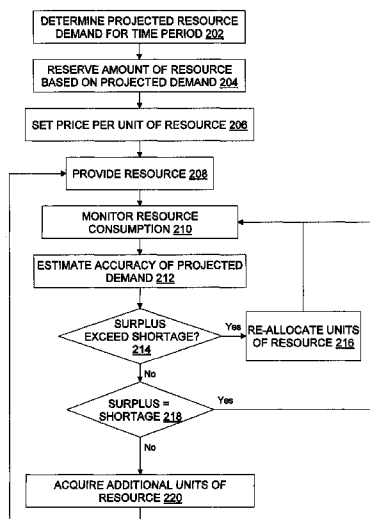 DETERMINE PROJECTED RESOURCE
DEMAND FOR TIME PERIOD 202
RESERVE AMOUNT OF RESOURCE
BASED ON PROJECTED DEMAND 204
SET PRICE PER UNIT OF RESOURCE 206
PROVIDE RESOURCE 208
MONITOR RESOURCE
CONSUMPTION 210
ESTIMATE ACCURACY OF PROJECTED
DEMAND 212
SURPLUS
EXCEED SHORTAGE?
214
Yes
RE-ALLOCATE UNITS
OF RESOURCE 216
No
SURPLUS =
SHORTAGE 218
Yes
No
ACQUIRE ADDITIONAL UNITS OF
RESOURCE 220